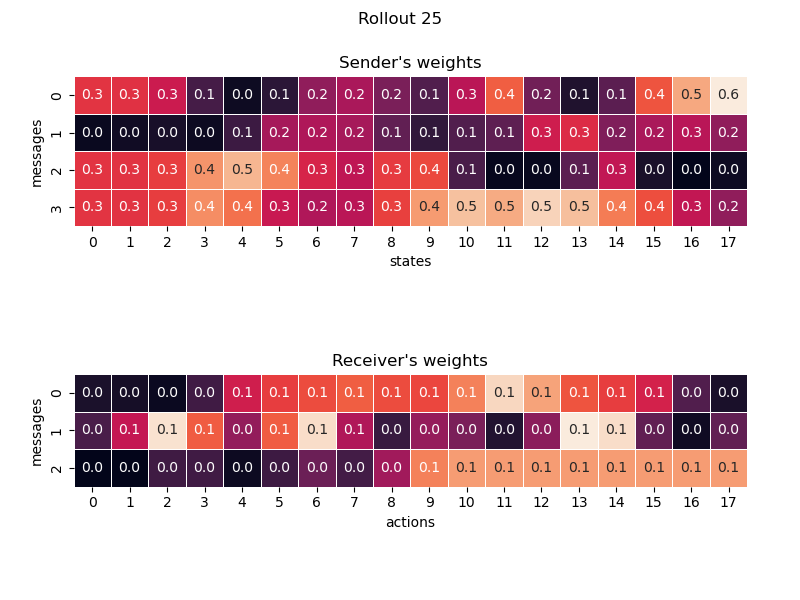 Rollout 25
Sender's weights
0 0.3 0.3 0.3 0.1 0.0 0.1 0.2 0.2 0.2 0.1 0.3 0.4 0.2 0.1 0.1 0.4 0.5 0.6
1 0.0 0.0 0.0 0.0 0.1 0.2 0.2 0.2 0.1 0.1 0.1 0.1 0.3 0.3 0.2 0.2 0.3 0.2
2 0.3 0.3 0.3 0.4 0.5 0.4 0.3 0.3 0.3 0.4 0.1 0.0 0.0 0.1 0.3 0.0 0.0 0.0
3 0.3 0.3 0.3 0.4 0.4 0.3 0.2 0.3 0.3 0.4 0.5 0.5 0.5 0.5 0.4 0.4 0.3 0.2
messages
0 1 2 3 4 5 6 7 8 9 10 11 12 13 14 15 16 17
states
Receiver's weights
0 0.0 0.0 0.0 0.0 0.1 0.1 0.1 0.1 0.1 0.1 0.1 0.1 0.1 0.1 0.1 0.1 0.0 0.0
1 0.0 0.1 0.1 0.1 0.0 0.1 0.1 0.1 0.0 0.0 0.0 0.0 0.0 0.1 0.1 0.0 0.0 0.0
2 0.0 0.0 0.0 0.0 0.0 0.0 0.0 0.0 0.0 0.1 0.1 0.1 0.1 0.1 0.1 0.1 0.1 0.1
messages
0 1 2 3 4 5 6 7 8 9 10 11 12 13 14 15 16 17
actions